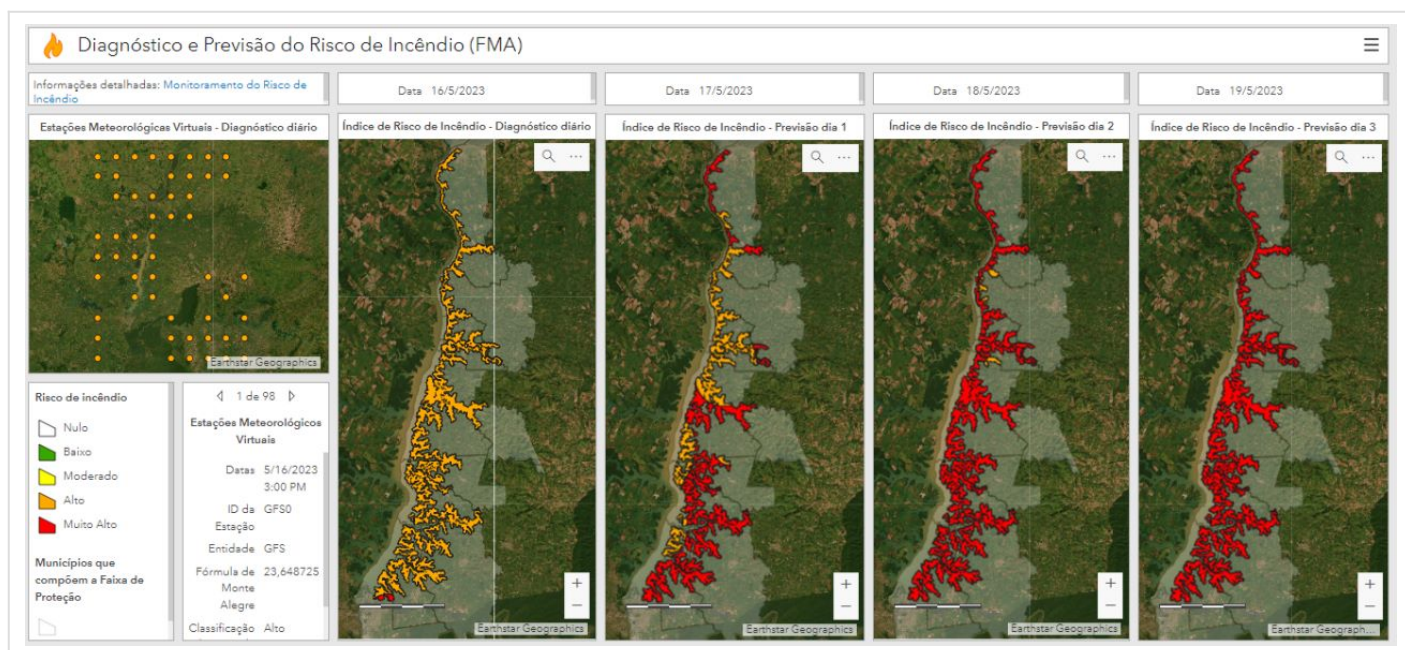 Diagnóstico e Previsão do Risco de Incêndio (FMA)
Informações detalhadas: Monitoramento do Risco de
Incêndio
Data 16/5/2023
Data 17/5/2023
Data 18/5/2023
Data 19/5/2023
Estações Meteorológicas Virtuais - Diagnóstico diário
Índice de Risco de Incêndio - Diagnóstico diário
Índice de Risco de Incêndio - Previsão dia 1
Índice de Risco de Incêndio - Previsão dia 2
Índice de Risco de Incêndio - Previsão dia 3
Earthstar Geographics
Risco de incêndio
Nulo
Baixo
Moderado
Alto
Muito Alto
Municípios que
compõem a Faixa de
Proteção
1 de 98
Estações Meteorológicos
Virtuais
Datas 5/16/2023
3:00 PM
ID da GFS0
Estação
Entidade GFS
Fórmula de 23,648725
Monte
Alegre
Classificação Alto
+
−
Earthstar Geographics
+
−
Earthstar Geographics
+
−
Earthstar Geographics
+
−
Earthstar Geograph...